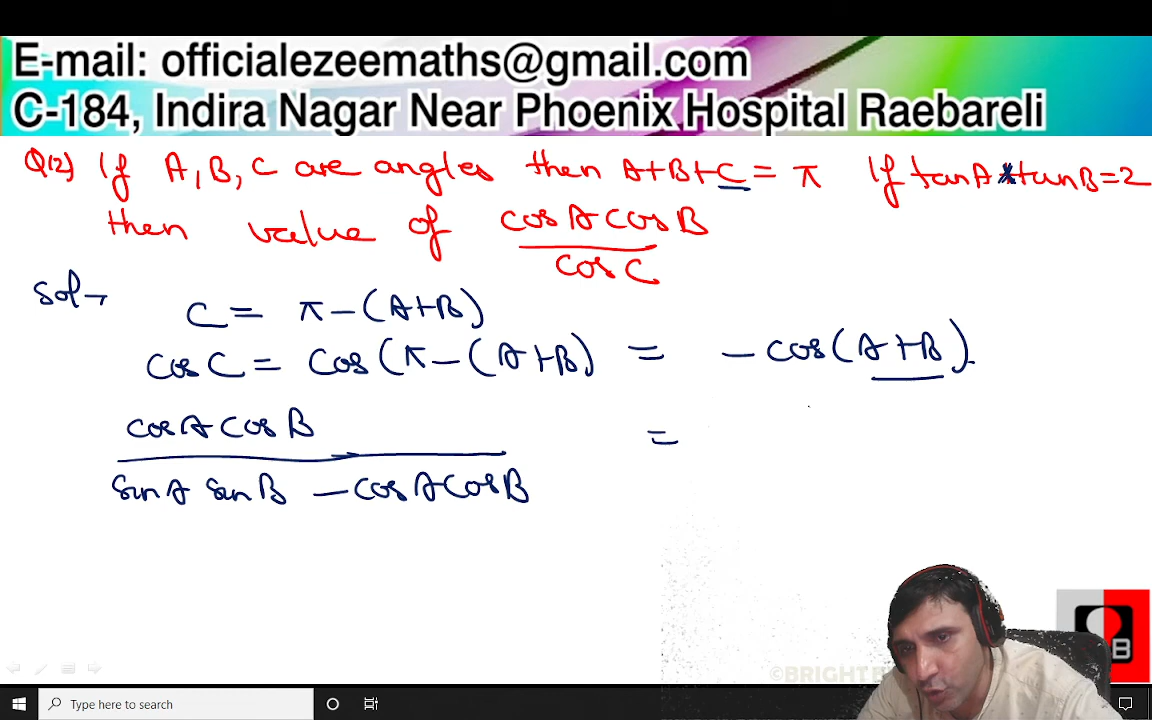 E-mail: officialezeemaths@gmail.com
C-184, Indira Nagar Near Phoenix Hospital Raebareli
Q12) If A, B, C are angles then A+B+C = π If tanA * tanB = 2
then value of cosA cosB / cosC
Sol→
C = π-(A+B)
cosC = cos(π-(A+B) = -cos(A+B).
cosA cosB / sinA sinB - cosA cosB =
©BRIGHT
B
Type here to search